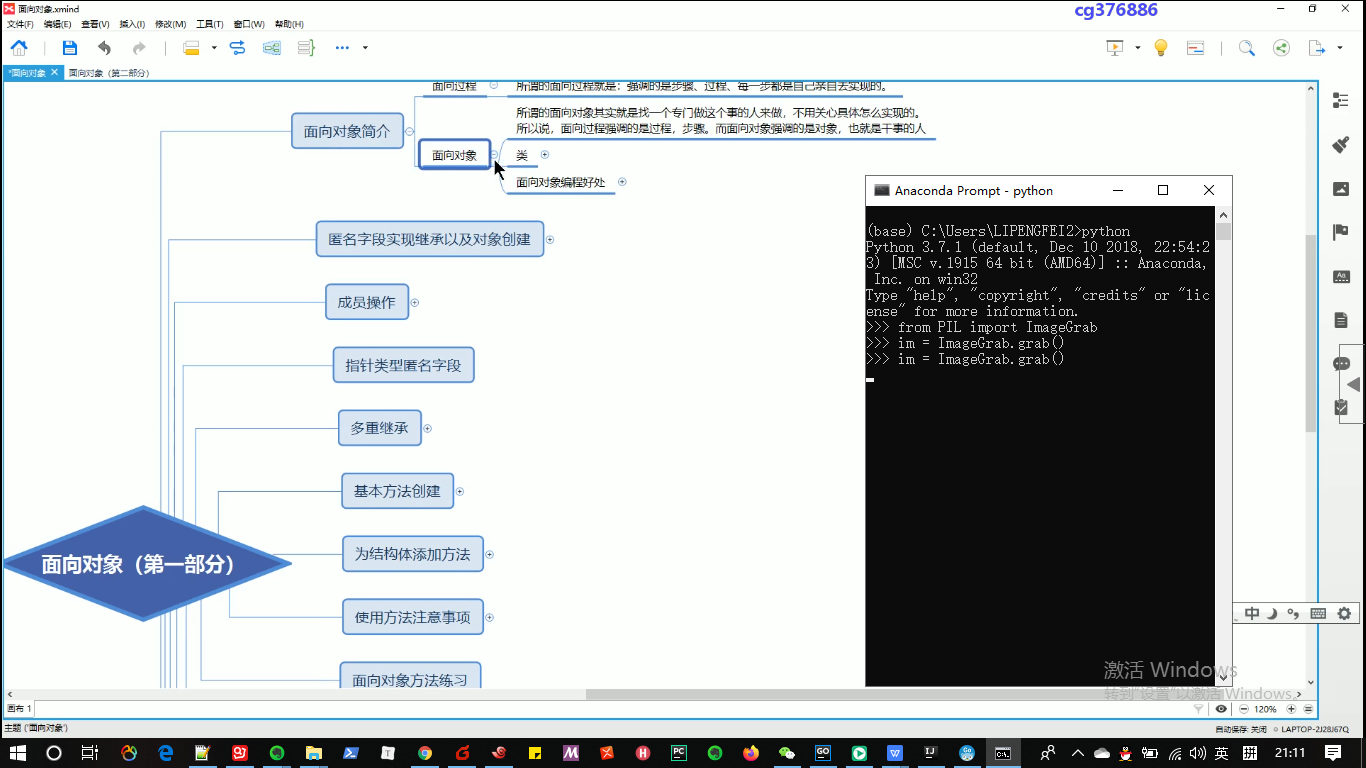 面向对象.xmind
cg376886
文件(F) 编辑(E) 查看(V) 插入(I) 修改(M) 工具(T) 窗口(W) 帮助(H)
*面向对象
面向对象（第二部分）
面向过程
所谓的面向过程就是：强调的是步骤、过程、每一步都是自己亲自去实现的。
面向对象简介
所谓的面向对象其实就是找一个专门做这个事的人来做，不用关心具体怎么实现的。
所以说，面向过程强调的是过程，步骤。而面向对象强调的是对象，也就是干事的人
面向对象
类
面向对象编程好处
匿名字段实现继承以及对象创建
成员操作
指针类型匿名字段
多重继承
基本方法创建
为结构体添加方法
面向对象（第一部分）
使用方法注意事项
面向对象方法练习
Anaconda Prompt - python
(base) C:\Users\LIPENGFEI2>python
Python 3.7.1 (default, Dec 10 2018, 22:54:2
3) [MSC v.1915 64 bit (AMD64)] :: Anaconda,
Inc. on win32
Type "help", "copyright", "credits" or "lic
ense" for more information.
>>> from PIL import ImageGrab
>>> im = ImageGrab.grab()
>>> im = ImageGrab.grab()
中
激活 Windows
转到"设置"以激活 Windows。
画布 1
120%
主题 ('面向对象')
自动保存: 关闭
LAPTOP-2J28J67Q
英
拼
21:11